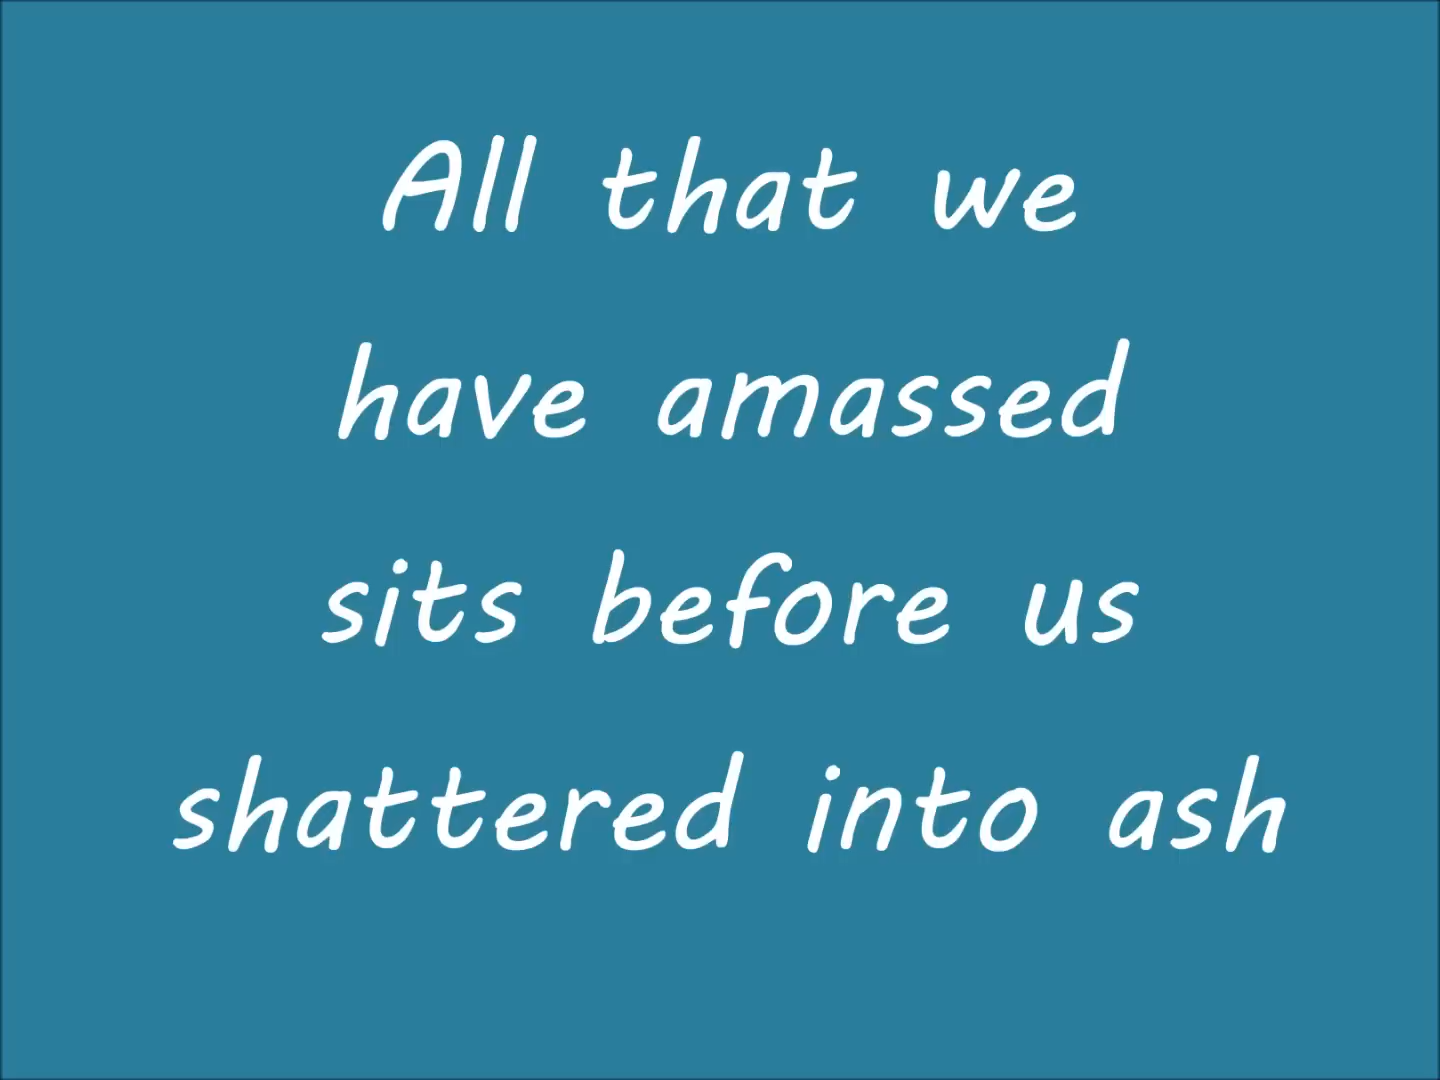 All that we
have amassed
sits before us
shattered into ash